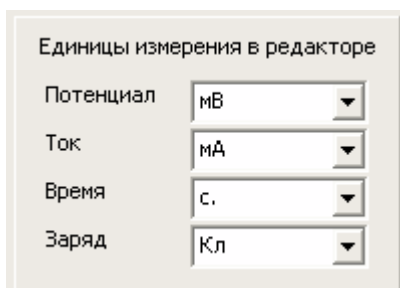 Единицы измерения в редакторе
Потенциал мВ
Ток мА
Время с.
Заряд Кл